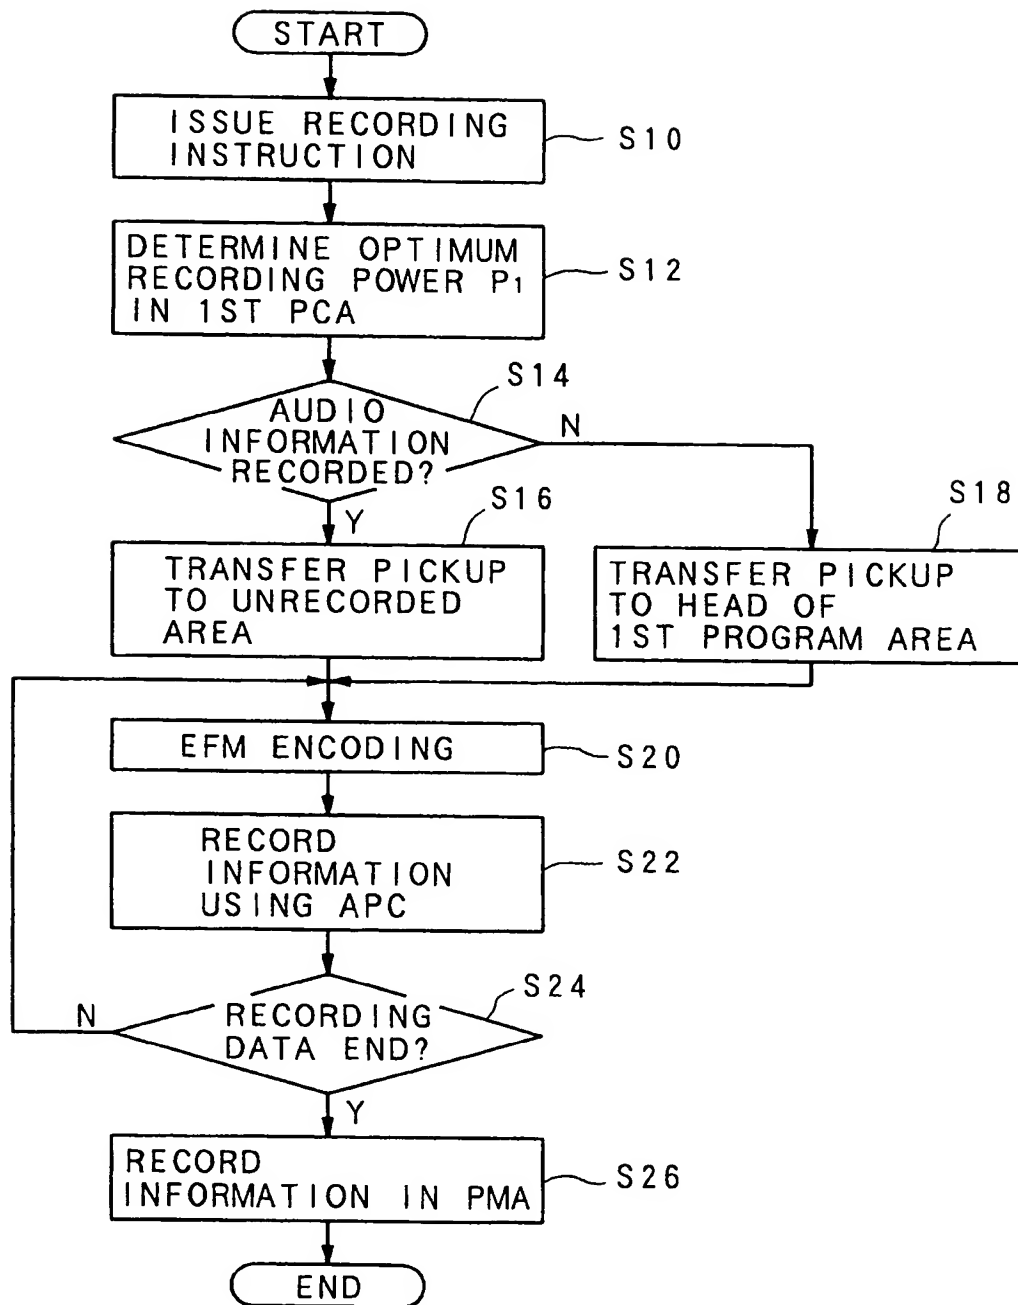 START
ISSUE RECORDING
INSTRUCTION
S10
DETERMINE OPTIMUM
RECORDING POWER P1
IN 1ST PCA
S12
S14
AUDIO
INFORMATION
RECORDED?
N
Y
S16
TRANSFER PICKUP
TO UNRECORDED
AREA
S18
TRANSFER PICKUP
TO HEAD OF
1ST PROGRAM AREA
EFM ENCODING
S20
RECORD
INFORMATION
USING APC
S22
S24
RECORDING
DATA END?
N
Y
RECORD
INFORMATION IN PMA
S26
END